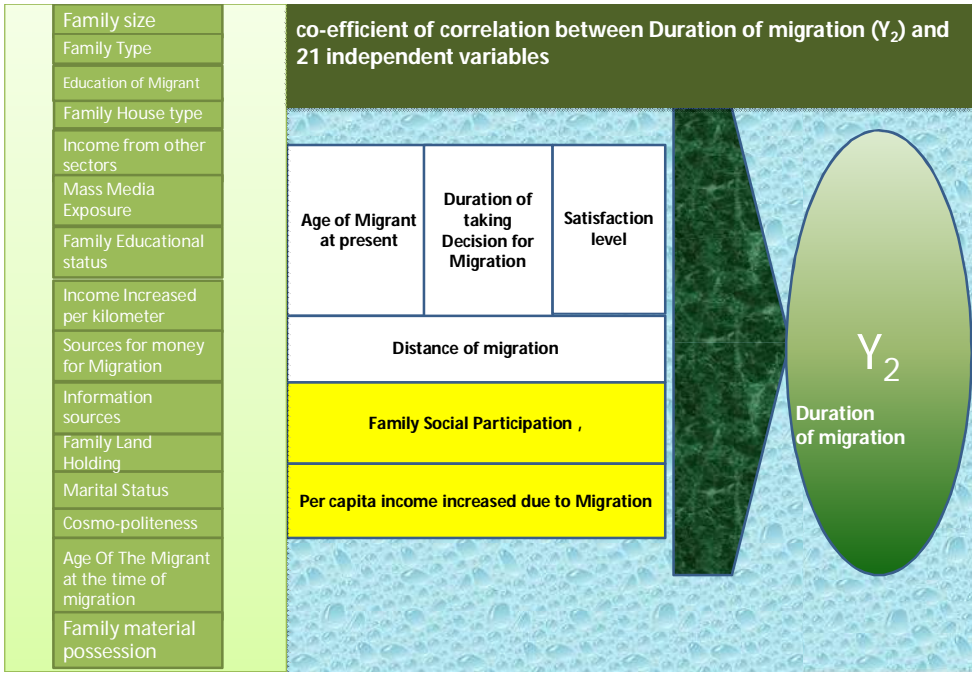 Family size
Family Type
Education of Migrant
Family House type
Income from other
sectors
Mass Media
Exposure
Family Educational
status
Income Increased
per kilometer
Sources for money
for Migration
Information
sources
Family Land
Holding
Marital Status
Cosmo-politeness
Age Of The Migrant
at the time of
migration
Family material
possession
co-efficient of correlation between Duration of migration (Y₂) and
21 independent variables
Age of Migrant
at present
Duration of
taking
Decision for
Migration
Satisfaction
level
Distance of migration
Family Social Participation ,
Per capita income increased due to Migration
Y₂
Duration
of migration